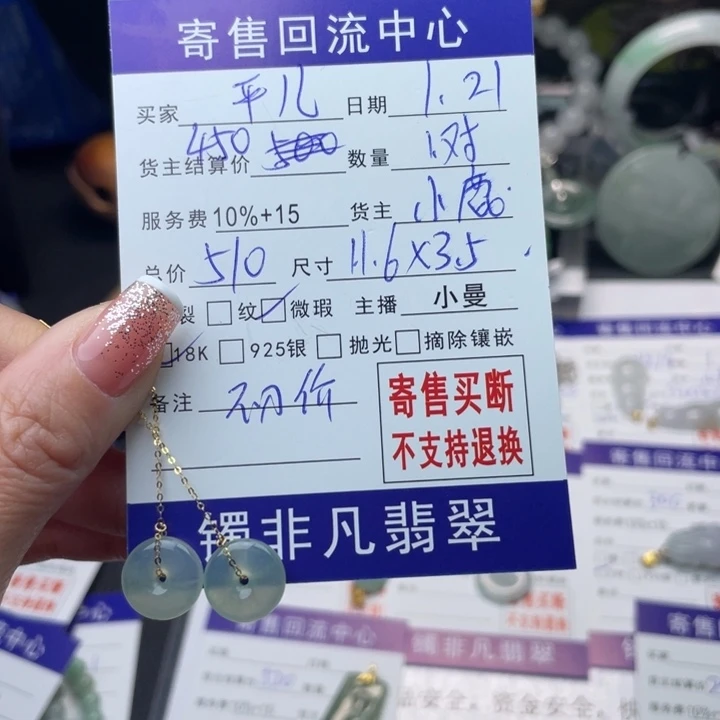 寄售回流中心
买家 平儿 日期 1.21
货主结算价 450 500 数量 1对
服务费 10%+15 货主 小鹿
总价 510 尺寸 11.6×3.5
裂 纹 微瑕 主播 小曼
18K 925银 抛光 摘除镶嵌
备注
寄售买断
不支持退换
镯非凡翡翠
寄售回流中心
寄售回流中心
寄售回流中心
镯非凡翡翠